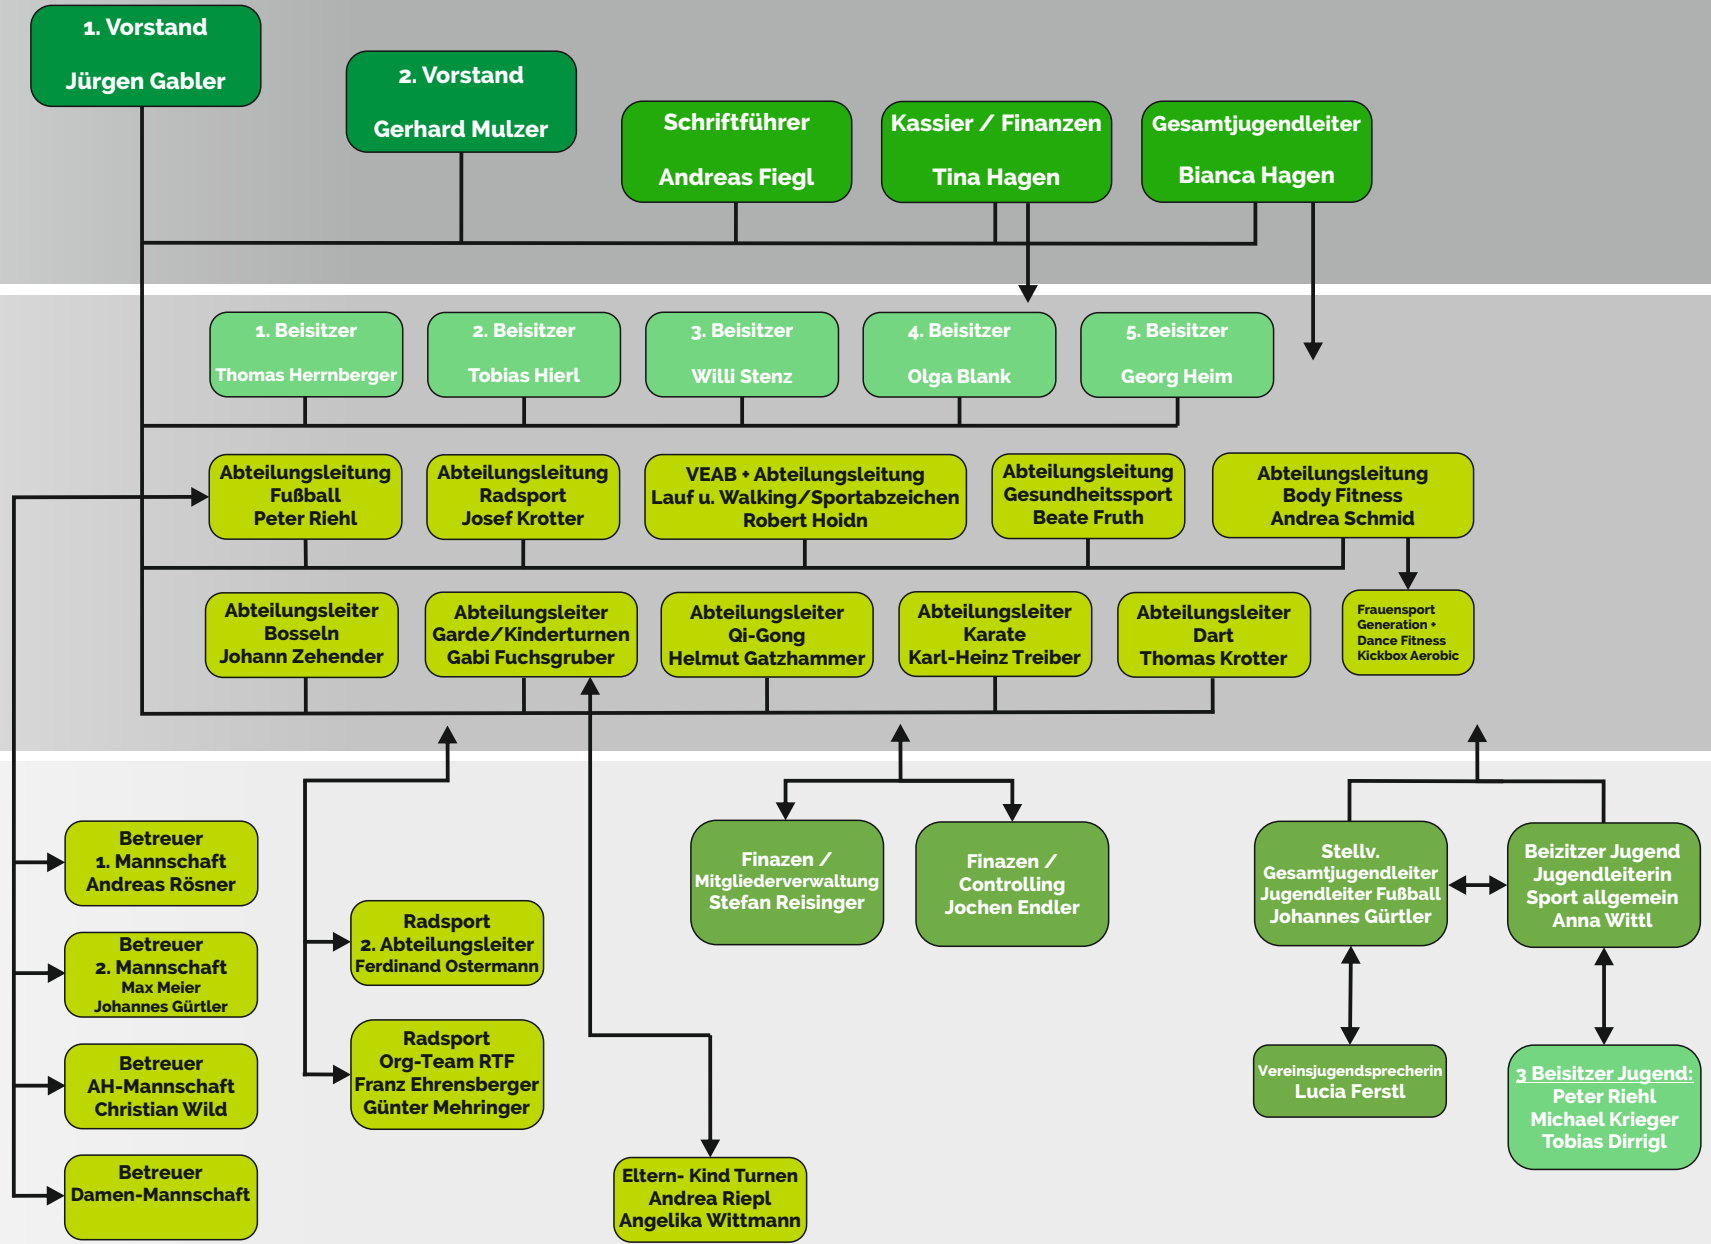 1. Vorstand
Jürgen Gabler
2. Vorstand
Gerhard Mulzer
Schriftführer
Andreas Fiegl
Kassier / Finanzen
Tina Hagen
Gesamtjugendleiter
Bianca Hagen
1. Beisitzer
Thomas Herrnberger
2. Beisitzer
Tobias Hierl
3. Beisitzer
Willi Stenz
4. Beisitzer
Olga Blank
5. Beisitzer
Georg Heim
Abteilungsleitung
Fußball
Peter Riehl
Abteilungsleitung
Radsport
Josef Krotter
VEAB + Abteilungsleitung
Lauf u. Walking/Sportabzeichen
Robert Hoidn
Abteilungsleitung
Gesundheitssport
Beate Fruth
Abteilungsleitung
Body Fitness
Andrea Schmid
Abteilungsleiter
Bosseln
Johann Zehender
Abteilungsleiter
Garde/Kinderturnen
Gabi Fuchsgruber
Abteilungsleiter
Qi-Gong
Helmut Gatzhammer
Abteilungsleiter
Karate
Karl-Heinz Treiber
Abteilungsleiter
Dart
Thomas Krotter
Frauensport
Generation +
Dance Fitness
Kickbox Aerobic
Betreuer
1. Mannschaft
Andreas Rösner
Betreuer
2. Mannschaft
Max Meier
Johannes Gürtler
Betreuer
AH-Mannschaft
Christian Wild
Betreuer
Damen-Mannschaft
Radsport
2. Abteilungsleiter
Ferdinand Ostermann
Radsport
Org-Team RTF
Franz Ehrensberger
Günter Mehringer
Eltern- Kind Turnen
Andrea Riepl
Angelika Wittmann
Finazen /
Mitgliederverwaltung
Stefan Reisinger
Finazen /
Controlling
Jochen Endler
Stellv.
Gesamtjugendleiter
Jugendleiter Fußball
Johannes Gürtler
Beizitzer Jugend
Jugendleiterin
Sport allgemein
Anna Wittl
Vereinsjugendsprecherin
Lucia Ferstl
3 Beisitzer Jugend:
Peter Riehl
Michael Krieger
Tobias Dirrigl